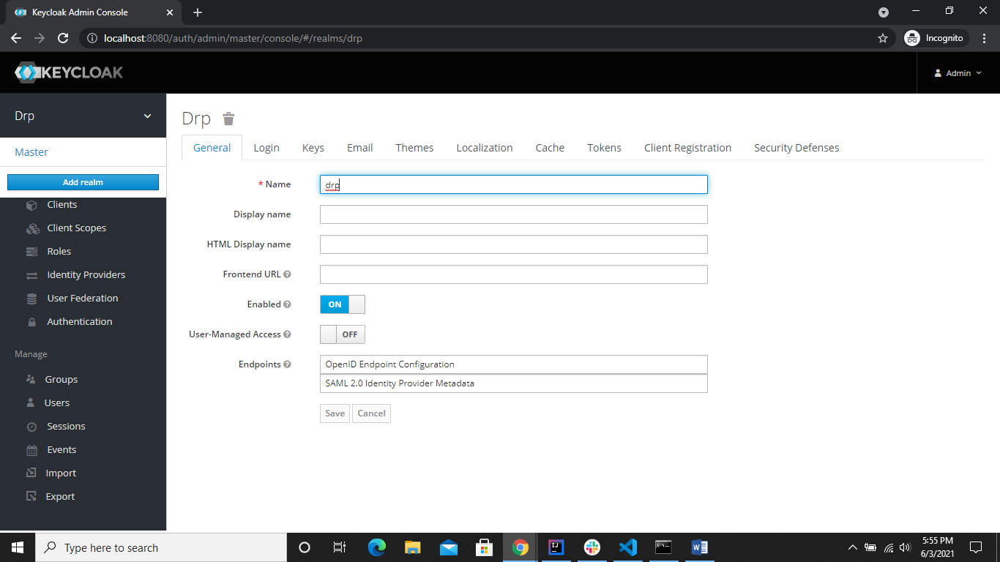 Keycloak Admin Console
localhost:8080/auth/admin/master/console/#/realms/drp
Incognito
KEYCLOAK
Admin
Drp
Master
Add realm
Clients
Client Scopes
Roles
Identity Providers
User Federation
Authentication
Manage
Groups
Users
Sessions
Events
Import
Export
Drp
General Login Keys Email Themes Localization Cache Tokens Client Registration Security Defenses
* Name drp
Display name
HTML Display name
Frontend URL
Enabled ON
User-Managed Access OFF
Endpoints OpenID Endpoint Configuration
SAML 2.0 Identity Provider Metadata
Save Cancel
Type here to search
5:55 PM
6/3/2021